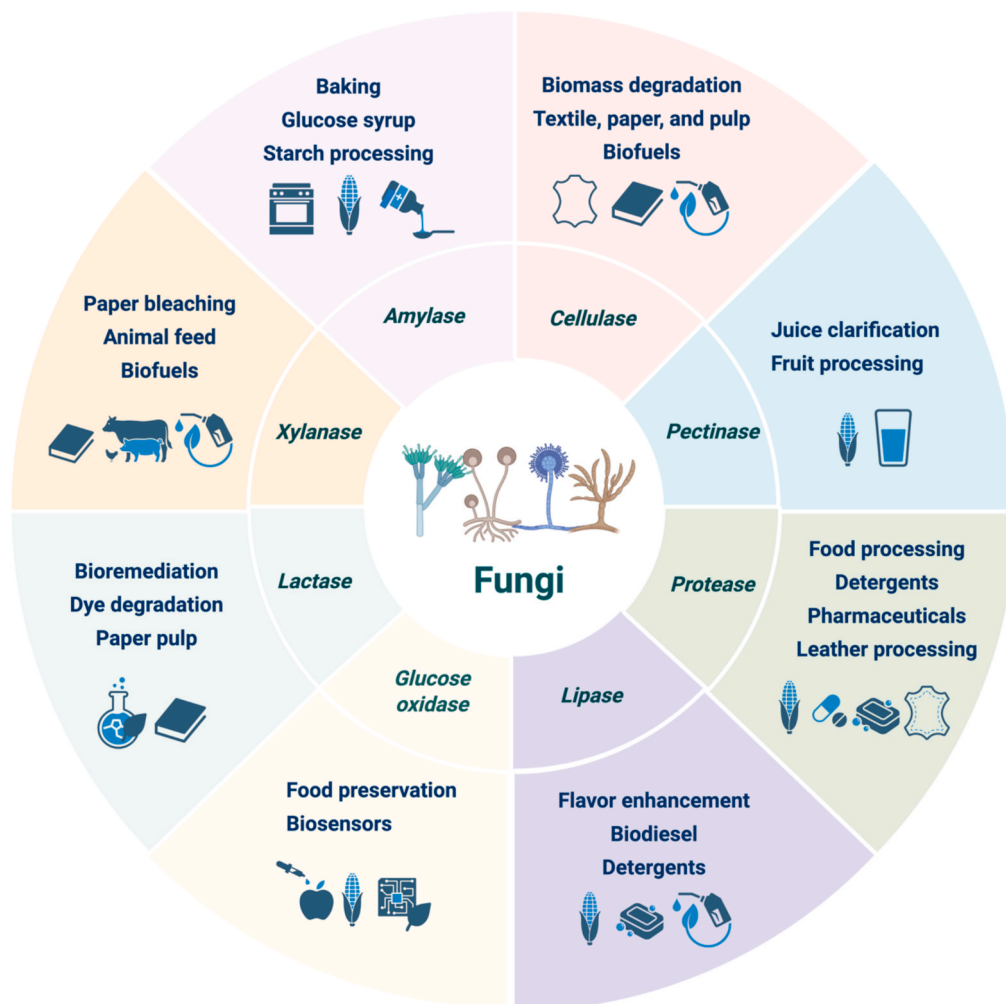 Baking
Glucose syrup
Starch processing
Amylase
Biomass degradation
Textile, paper, and pulp
Biofuels
Cellulase
Juice clarification
Fruit processing
Pectinase
Food processing
Detergents
Pharmaceuticals
Leather processing
Protease
Flavor enhancement
Biodiesel
Detergents
Lipase
Food preservation
Biosensors
Glucose
oxidase
Bioremediation
Dye degradation
Paper pulp
Lactase
Paper bleaching
Animal feed
Biofuels
Xylanase
Fungi